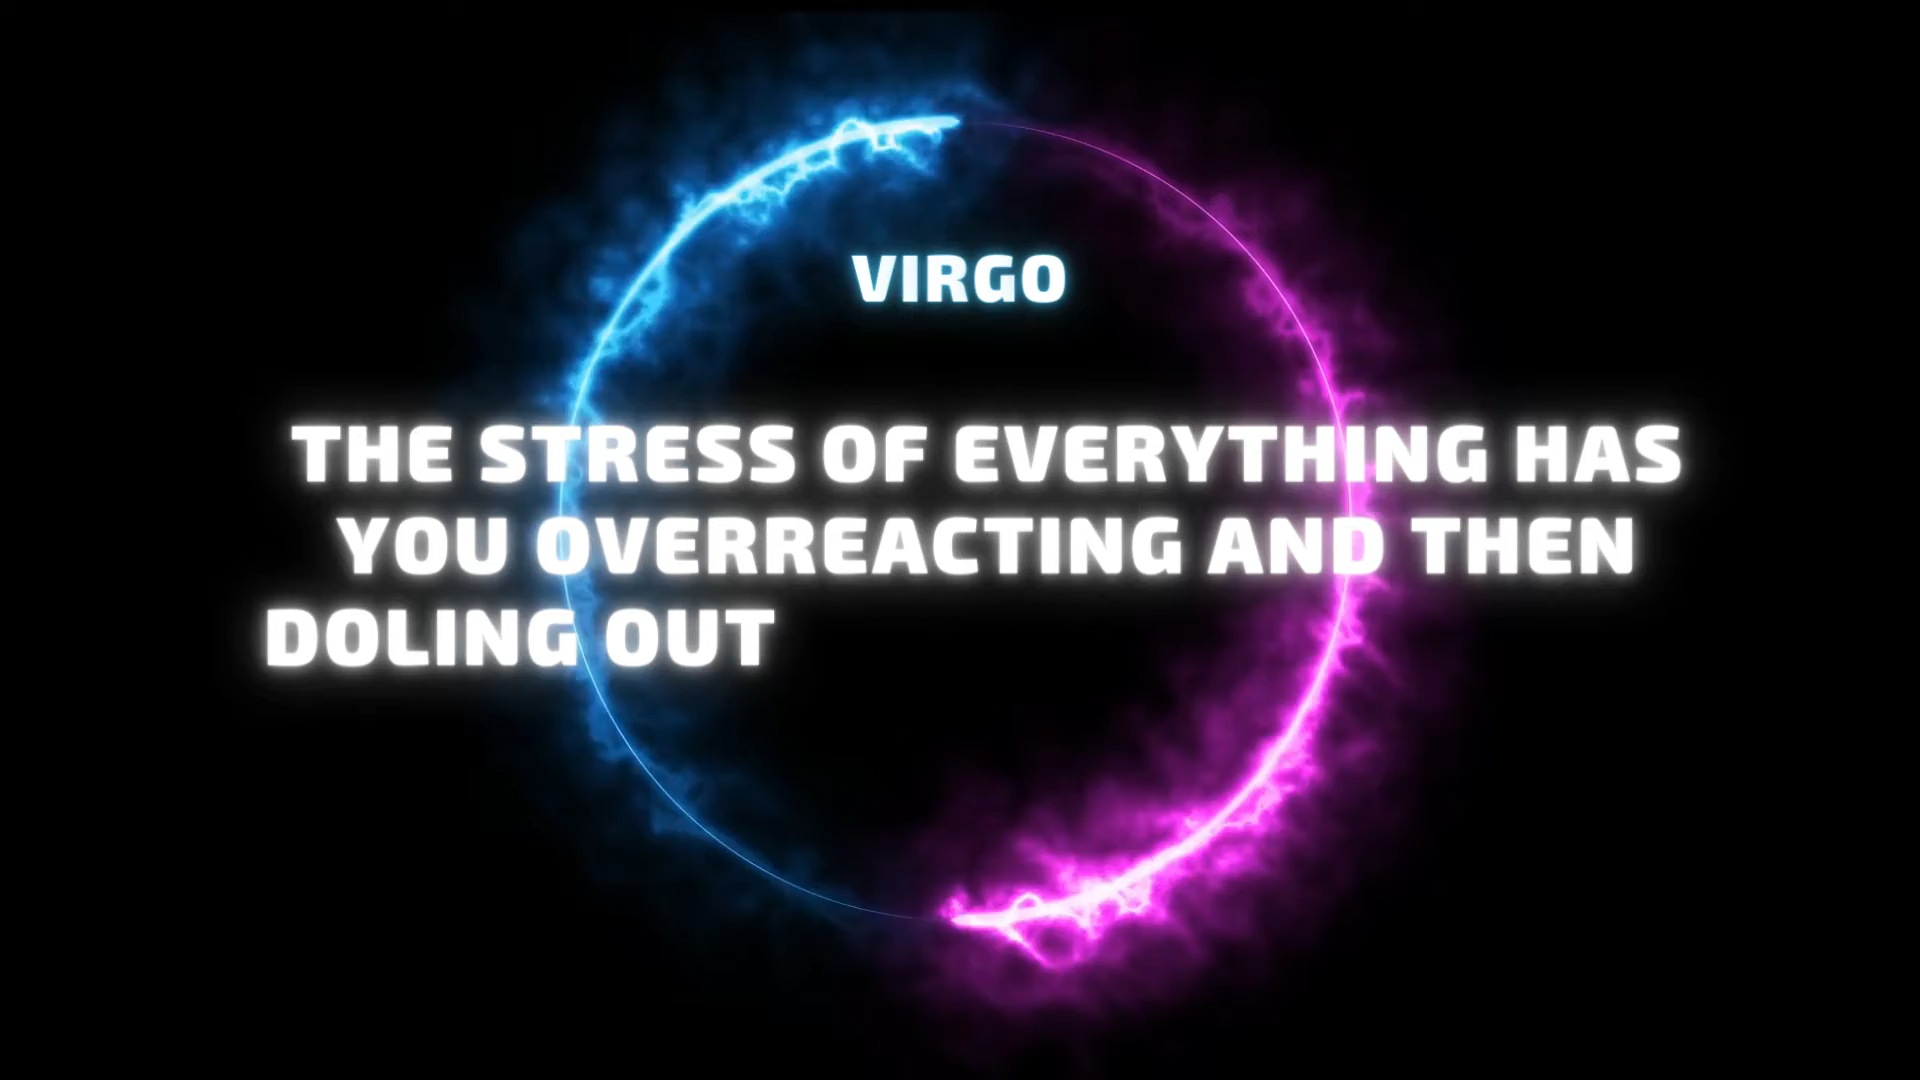 VIRGO
THE STRESS OF EVERYTHING HAS
YOU OVERREACTING AND THEN
DOLING OUT